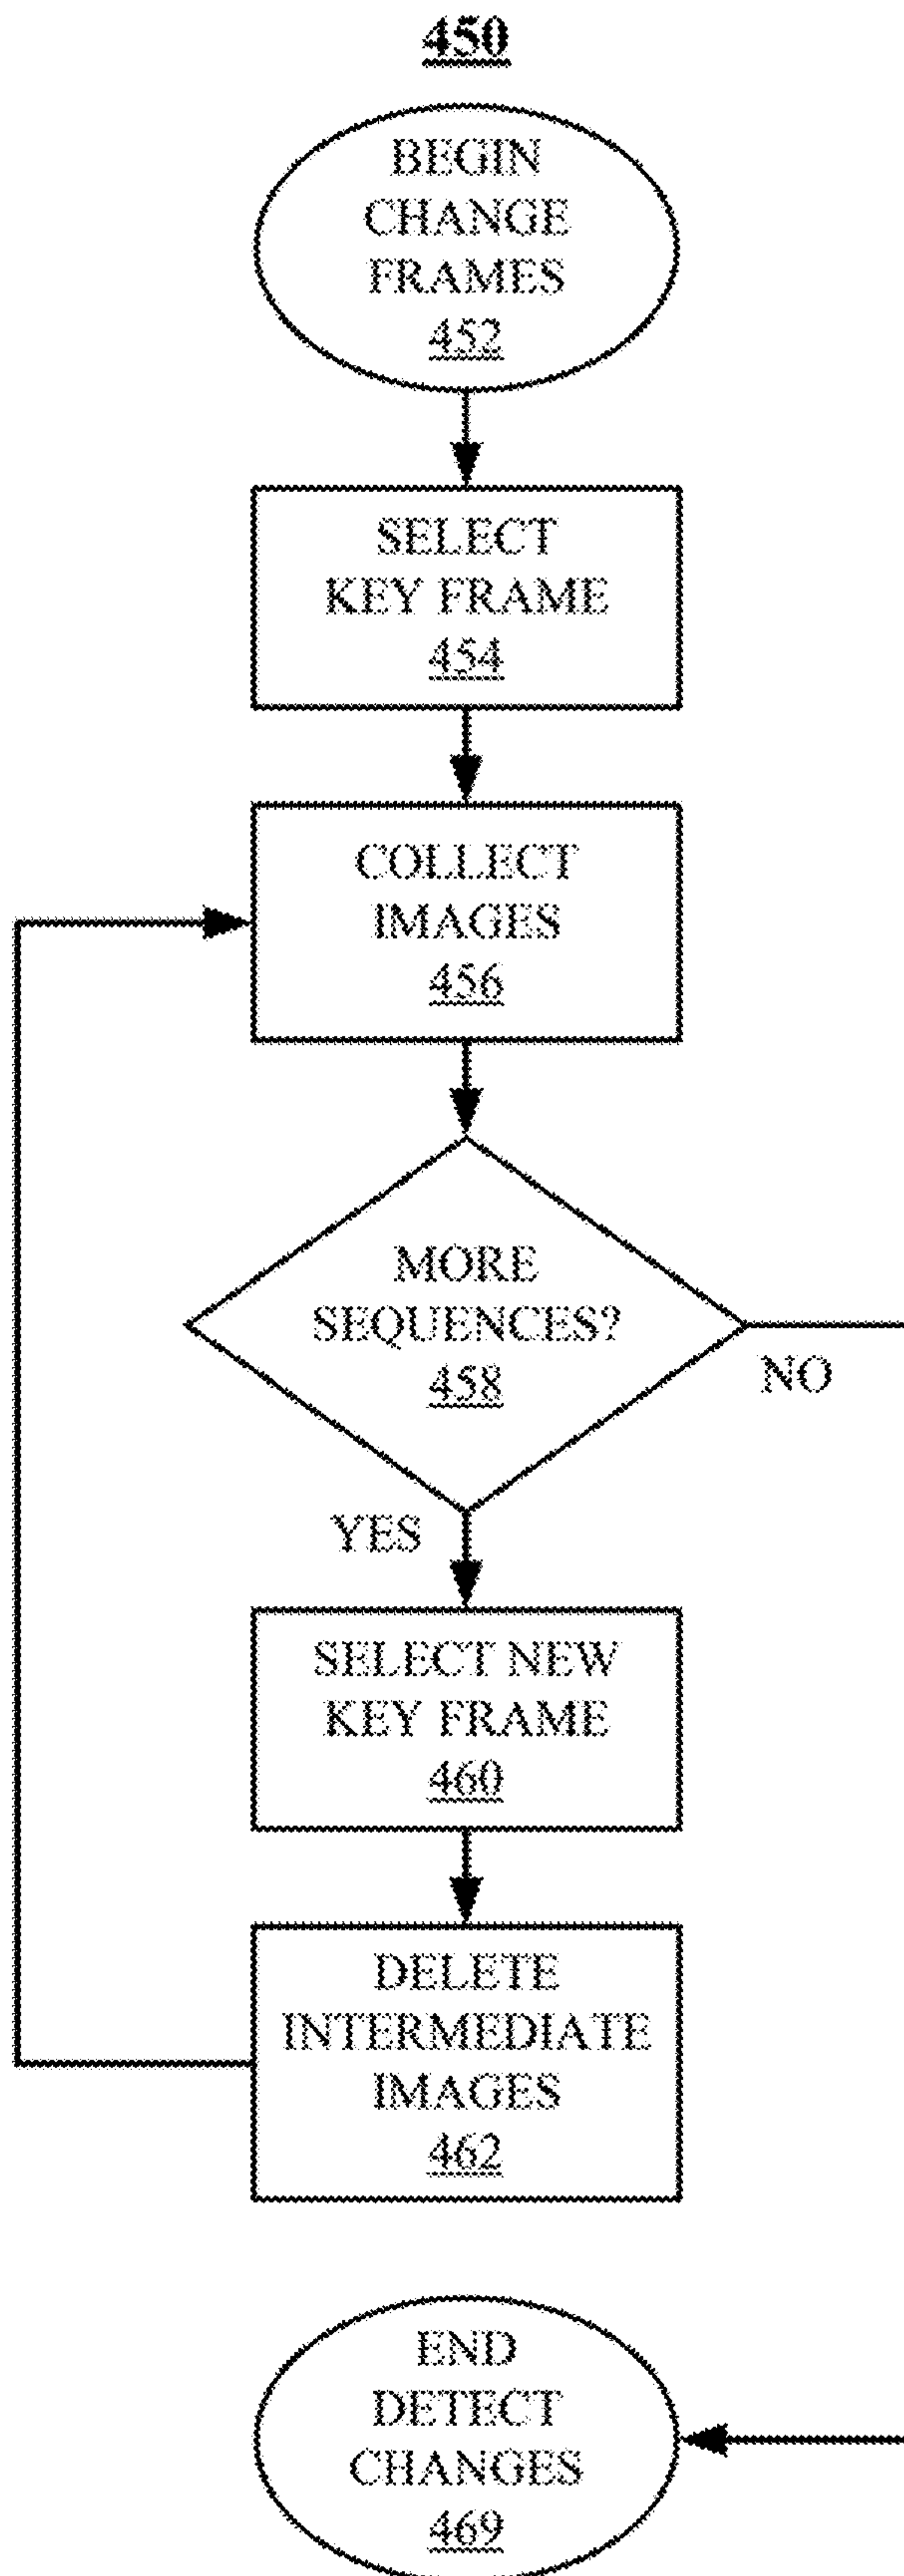 450
BEGIN
CHANGE
FRAMES
452
SELECT
KEY FRAME
454
COLLECT
IMAGES
456
MORE
SEQUENCES?
458
NO
YES
SELECT NEW
KEY FRAME
460
DELETE
INTERMEDIATE
IMAGES
462
END
DETECT
CHANGES
469